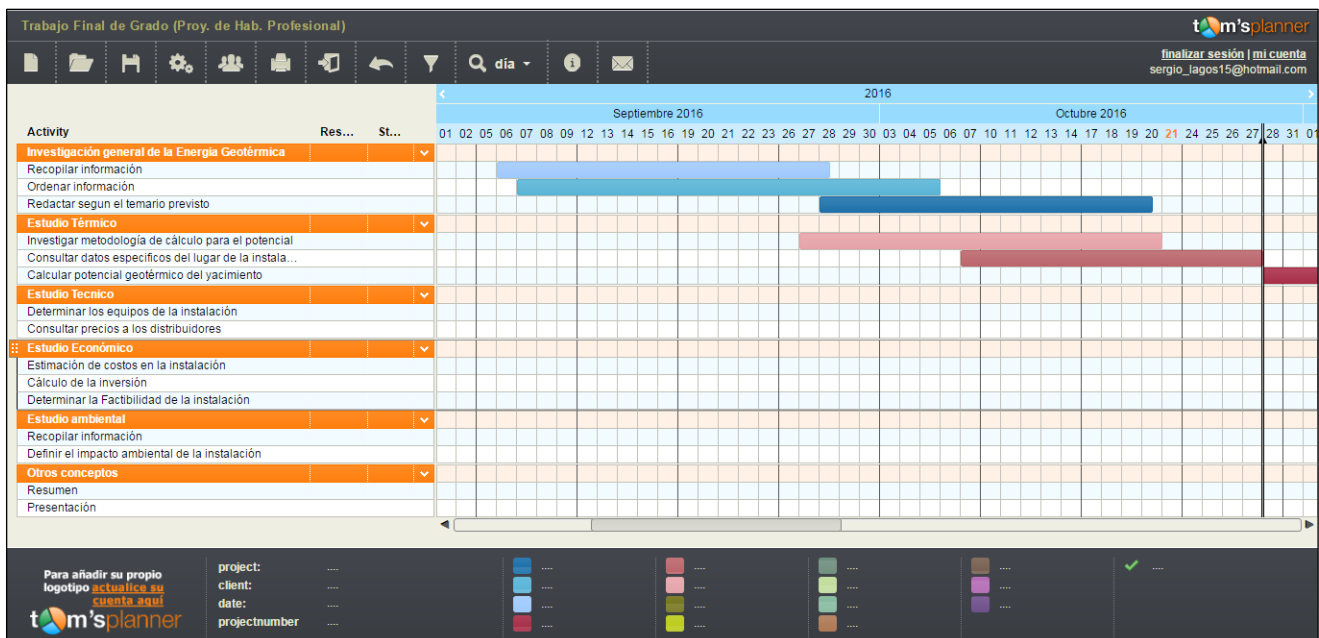 Trabajo Final de Grado (Proy. de Hab. Profesional)
tom'splanner
día
finalizar sesión | mi cuenta
sergio_lagos15@hotmail.com
2016
Septiembre 2016 Octubre 2016
Activity Res... St...
01 02 05 06 07 08 09 12 13 14 15 16 19 20 21 22 23 26 27 28 29 30 03 04 05 06 07 10 11 12 13 14 17 18 19 20 21 24 25 26 27 28 31 01
Investigación general de la Energia Geotérmica
Recopilar información
Ordenar información
Redactar segun el temario previsto
Estudio Térmico
Investigar metodología de cálculo para el potencial
Consultar datos especificos del lugar de la instala...
Calcular potencial geotérmico del yacimiento
Estudio Tecnico
Determinar los equipos de la instalación
Consultar precios a los distribuidores
Estudio Económico
Estimación de costos en la instalación
Cálculo de la inversión
Determinar la Factibilidad de la instalación
Estudio ambiental
Recopilar información
Definir el impacto ambiental de la instalación
Otros conceptos
Resumen
Presentación
Para añadir su propio
logotipo actualice su
cuenta aquí
tom'splanner
project: ....
client: ....
date: ....
projectnumber ....
.... .... .... .... ....
.... .... .... ....
.... .... .... ....
.... .... ....